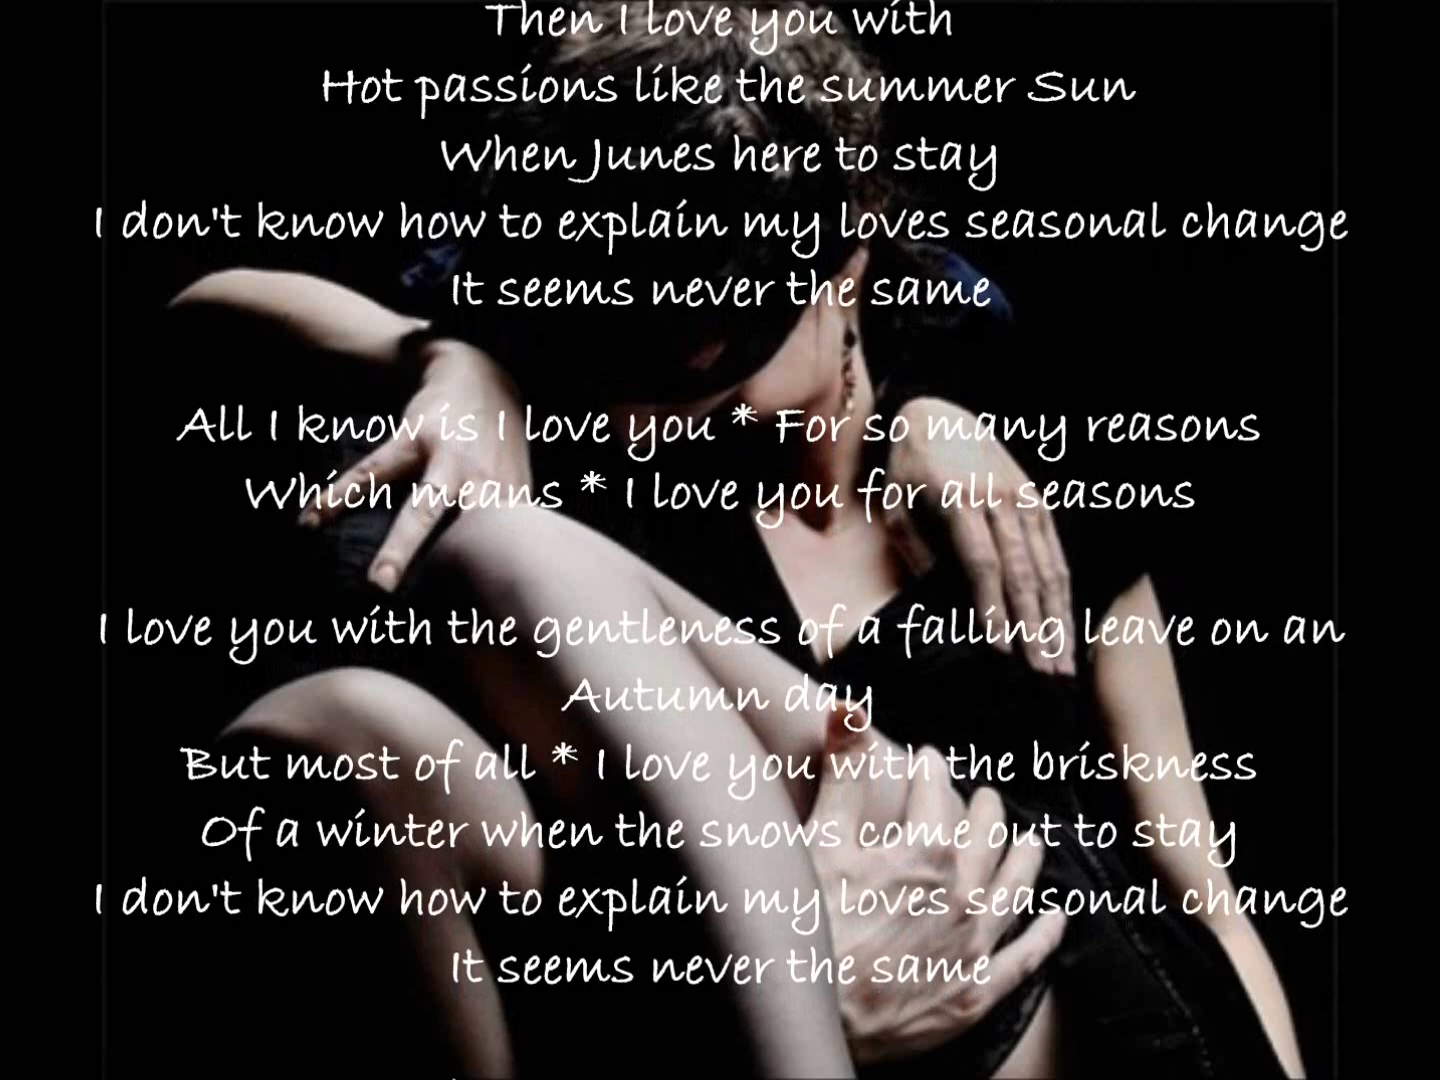 Then I love you with
Hot passions like the summer Sun
When Junes here to stay
I don't know how to explain my loves seasonal change
It seems never the same
All I know is I love you * For so many reasons
Which means * I love you for all seasons
I love you with the gentleness of a falling leave on an
Autumn day
But most of all * I love you with the briskness
Of a winter when the snows come out to stay
I don't know how to explain my loves seasonal change
It seems never the same